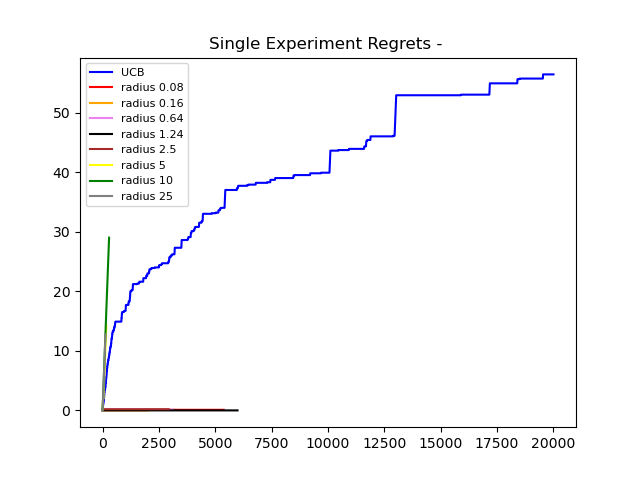 Single Experiment Regrets -
UCB
radius 0.08
radius 0.16
radius 0.64
radius 1.24
radius 2.5
radius 5
radius 10
radius 25
50
40
30
20
10
0
0 2500 5000 7500 10000 12500 15000 17500 20000